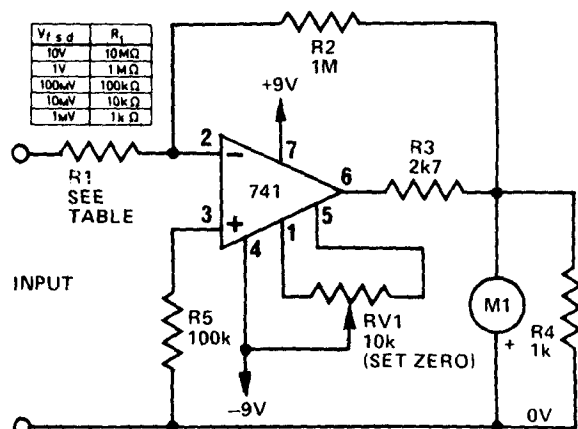 Vfsd R1
10V 10MΩ
1V 1MΩ
100mV 100kΩ
10mV 10kΩ
1mV 1kΩ
R2
1M
+9V
2
7
6
R3
2k7
R1
SEE
TABLE
741
3
+
5
1
4
INPUT
R5
100k
RV1
10k
(SET ZERO)
M1
+
R4
1k
-9V
0V